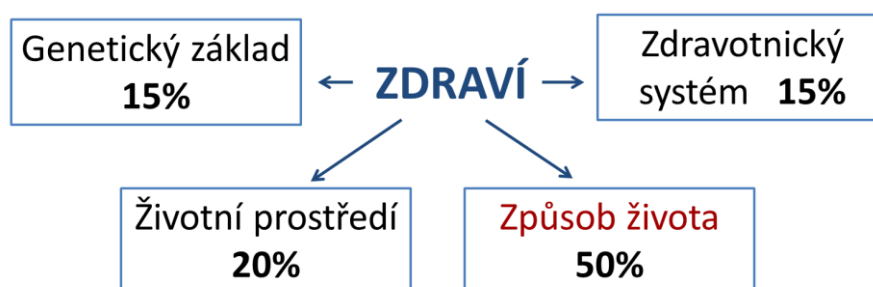 Genetický základ
15%
ZDRAVÍ
Zdravotnický
systém 15%
Životní prostředí
20%
Způsob života
50%